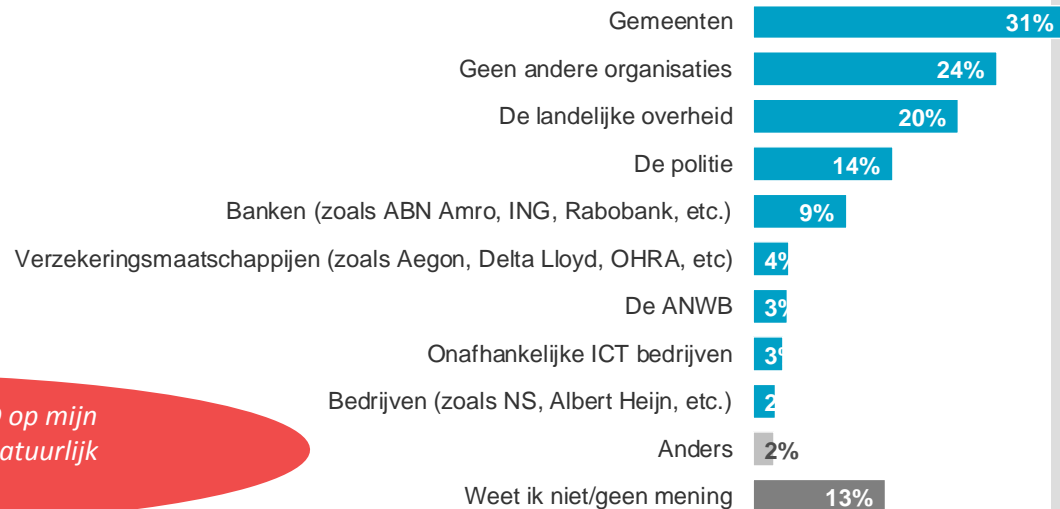 Gemeenten 31%
Geen andere organisaties 24%
De landelijke overheid 20%
De politie 14%
Banken (zoals ABN Amro, ING, Rabobank, etc.) 9%
Verzekeringsmaatschappijen (zoals Aegon, Delta Lloyd, OHRA, etc) 4%
De ANWB 3%
Onafhankelijke ICT bedrijven 3%
Bedrijven (zoals NS, Albert Heijn, etc.) 2
op mijn
Anders 2%
Weet ik niet/geen mening 13%